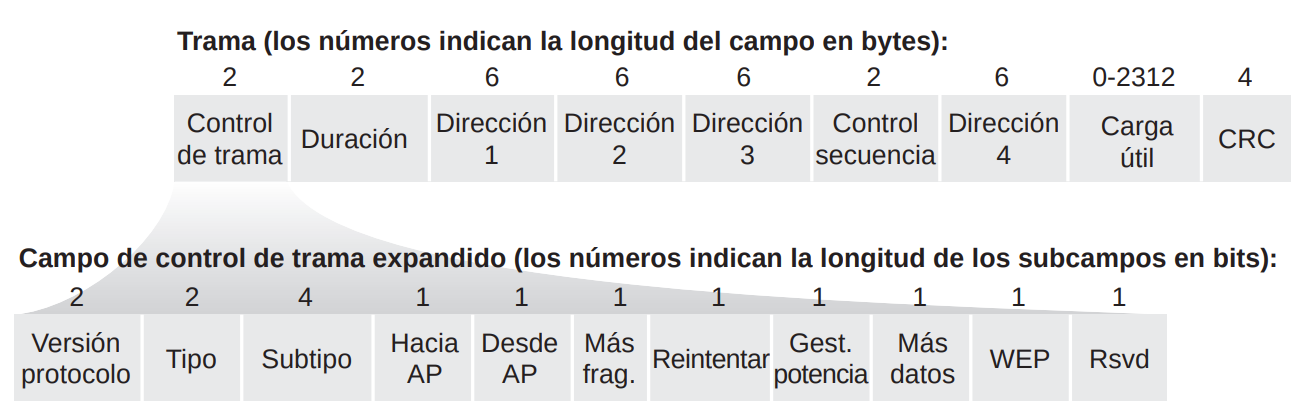 Trama (los números indican la longitud del campo en bytes):
2 2 6 6 6 2 6 0-2312 4
Control de trama
Duración
Dirección 1
Dirección 2
Dirección 3
Control secuencia
Dirección 4
Carga útil
CRC
Campo de control de trama expandido (los números indican la longitud de los subcampos en bits):
2 2 4 1 1 1 1 1 1 1 1
Versión protocolo
Tipo
Subtipo
Hacia AP
Desde AP
Más frag.
Reintentar
Gest. potencia
Más datos
WEP
Rsvd